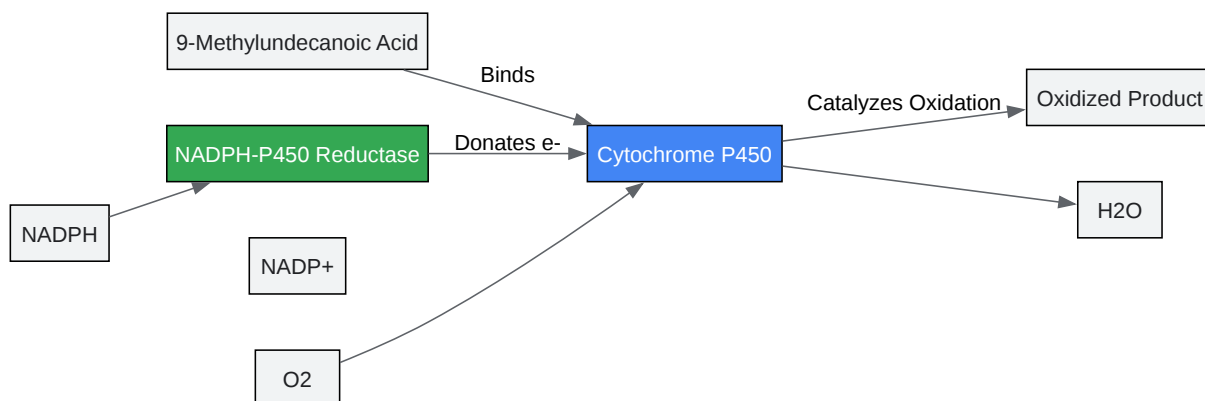 9-Methylundecanoic Acid
Binds
Catalyzes Oxidation
Oxidized Product
NADPH-P450 Reductase
Donates e-
Cytochrome P450
NADPH
H2O
NADP+
O2